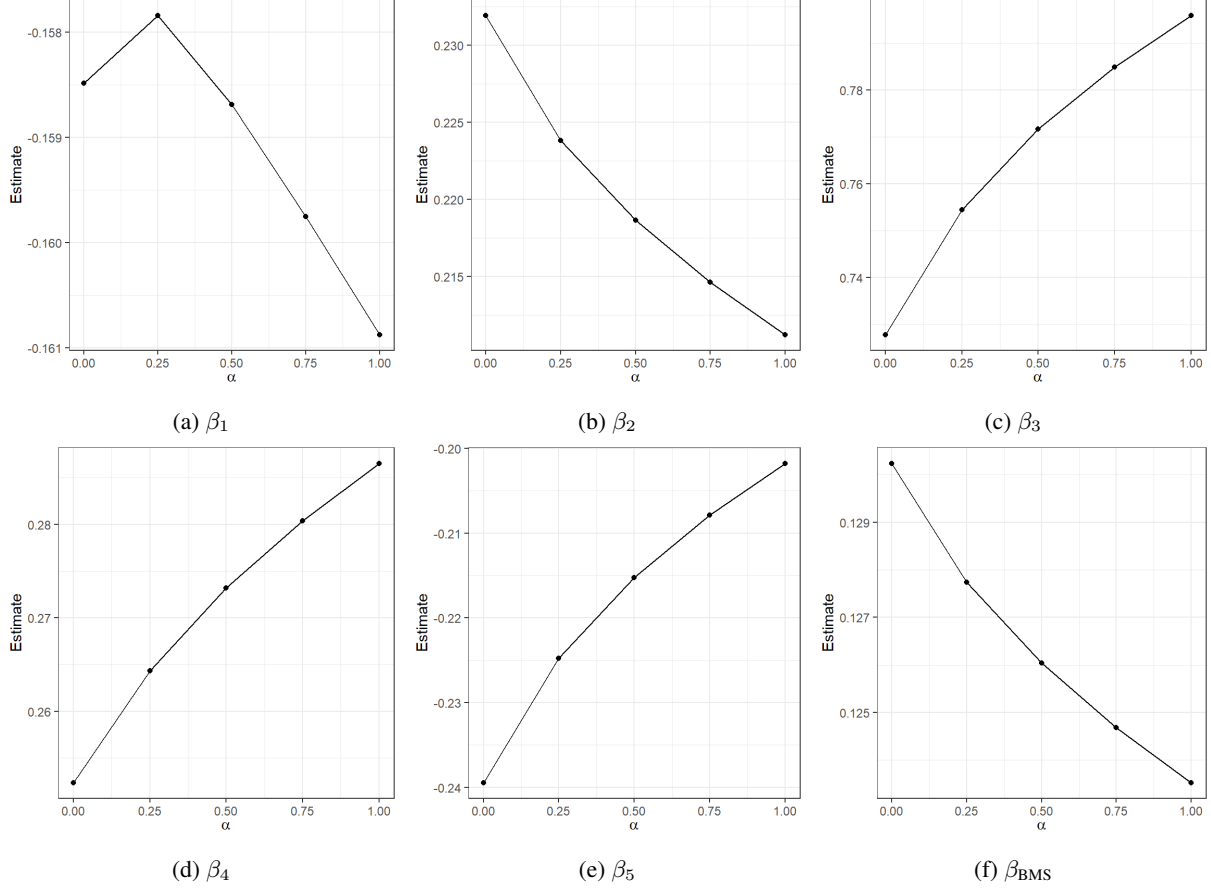 -0.158
-0.159
-0.160
-0.161
Estimate
0.00 0.25 0.50 0.75 1.00
α
(a) β1
0.230
0.225
0.220
0.215
Estimate
0.00 0.25 0.50 0.75 1.00
α
(b) β2
0.78
0.76
0.74
Estimate
0.00 0.25 0.50 0.75 1.00
α
(c) β3
0.28
0.27
0.26
Estimate
0.00 0.25 0.50 0.75 1.00
α
(d) β4
-0.20
-0.21
-0.22
-0.23
-0.24
Estimate
0.00 0.25 0.50 0.75 1.00
α
(e) β5
0.129
0.127
0.125
Estimate
0.00 0.25 0.50 0.75 1.00
α
(f) βBMS